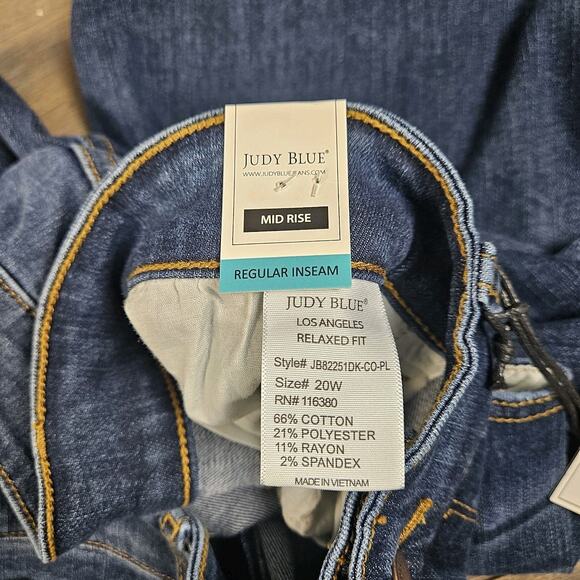 JUDY BLUE®
WWW.JUDYBLUEJEANS.COM
MID RISE
REGULAR INSEAM
JUDY BLUE®
LOS ANGELES
RELAXED FIT
Style# JB82251DK-CO-PL
Size# 20W
RN# 116380
66% COTTON
21% POLYESTER
11% RAYON
2% SPANDEX
MADE IN VIETNAM